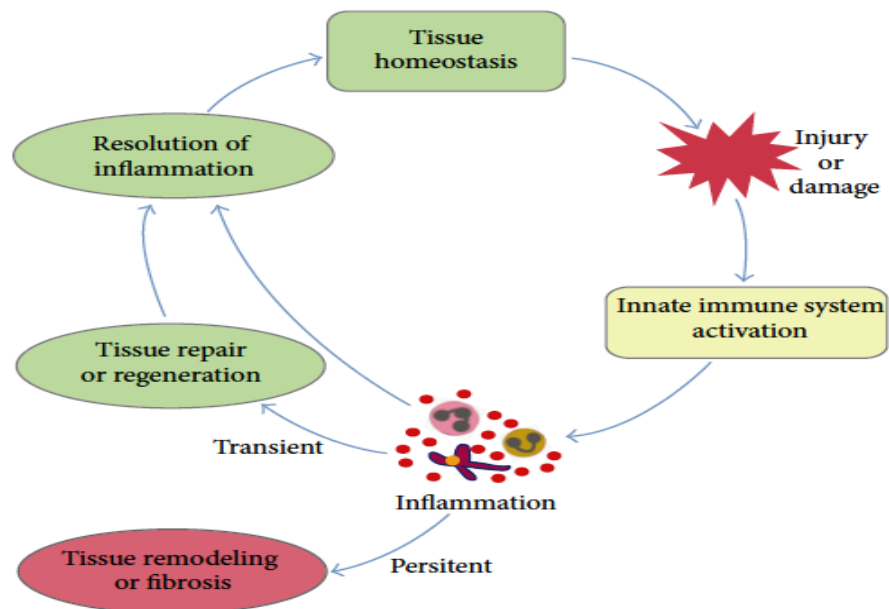 Tissue
homeostasis
Injury
or
damage
Resolution of
inflammation
Innate immune system
activation
Tissue repair
or regeneration
Transient
Inflammation
Tissue remodeling
or fibrosis
Persitent